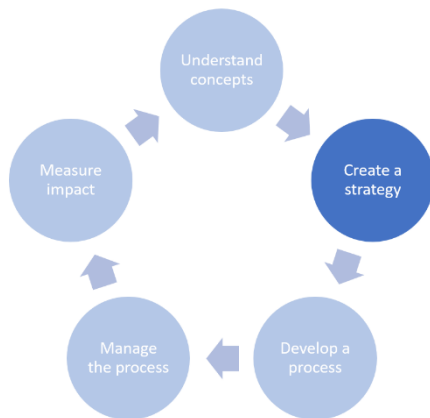 Understand
concepts
Create a
strategy
Develop a
process
Manage
the process
Measure
impact